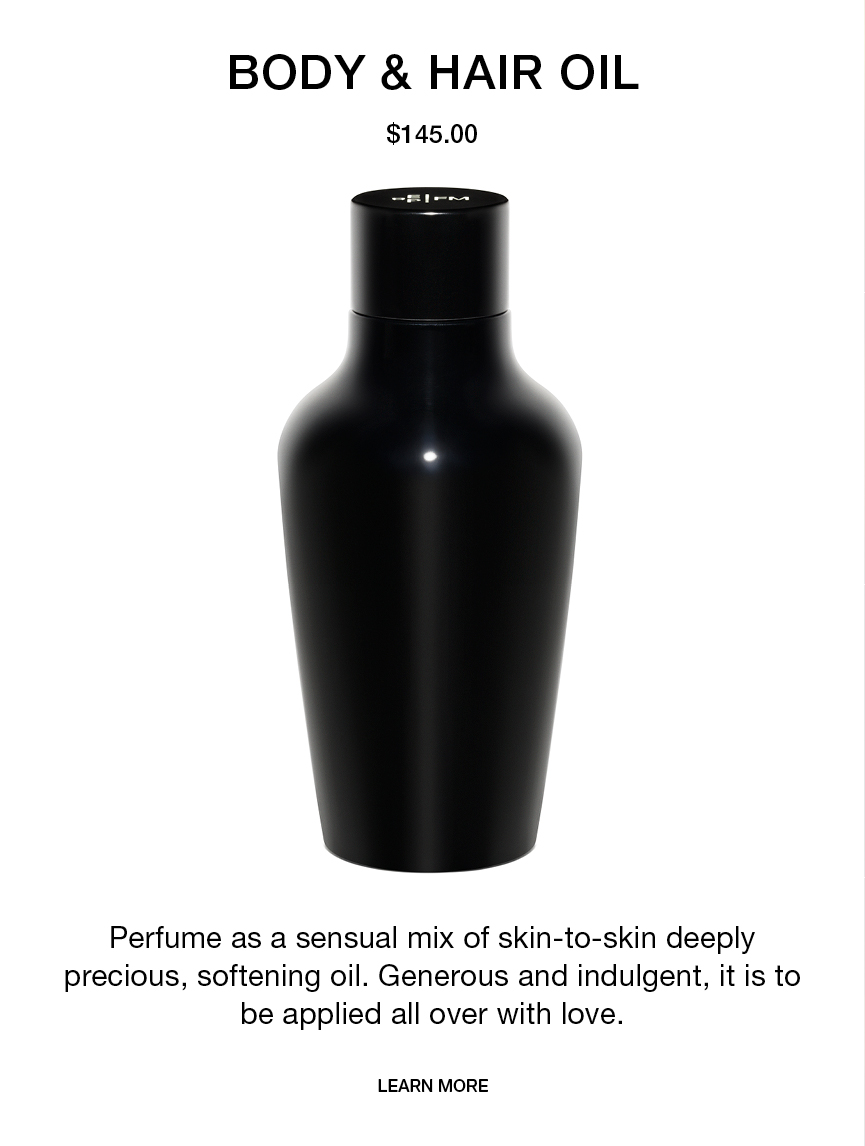 BODY & HAIR OIL
$145.00
Perfume as a sensual mix of skin-to-skin deeply
precious, softening oil. Generous and indulgent, it is to
be applied all over with love.
LEARN MORE